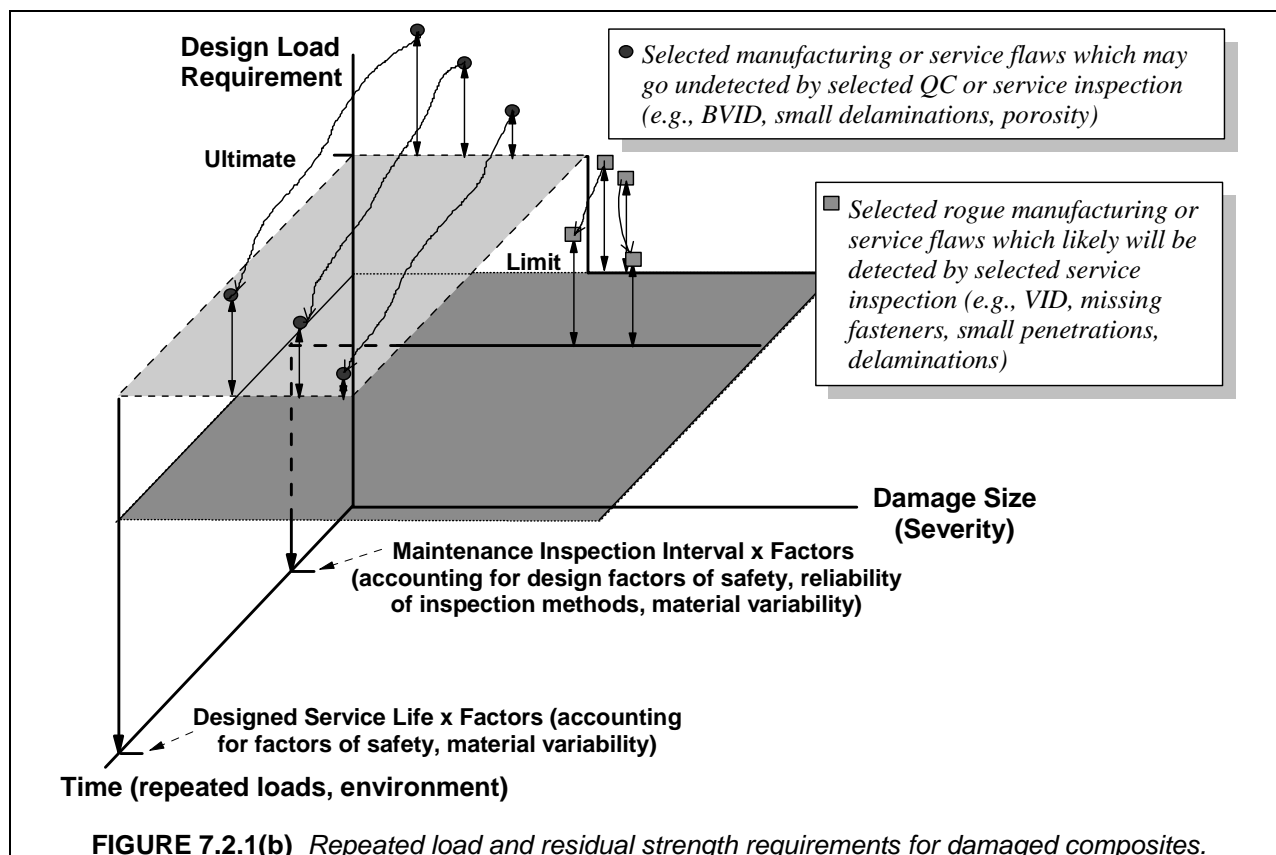 Design Load
Requirement
Ultimate
Limit
Selected manufacturing or service flaws which may
go undetected by selected QC or service inspection
(e.g., BVID, small delaminations, porosity)
Selected rogue manufacturing or
service flaws which likely will be
detected by selected service
inspection (e.g., VID, missing
fasteners, small penetrations,
delaminations)
Damage Size
(Severity)
Maintenance Inspection Interval x Factors
(accounting for design factors of safety, reliability
of inspection methods, material variability)
Designed Service Life x Factors (accounting
for factors of safety, material variability)
Time (repeated loads, environment)
FIGURE 7.2.1(b) Repeated load and residual strength requirements for damaged composites.